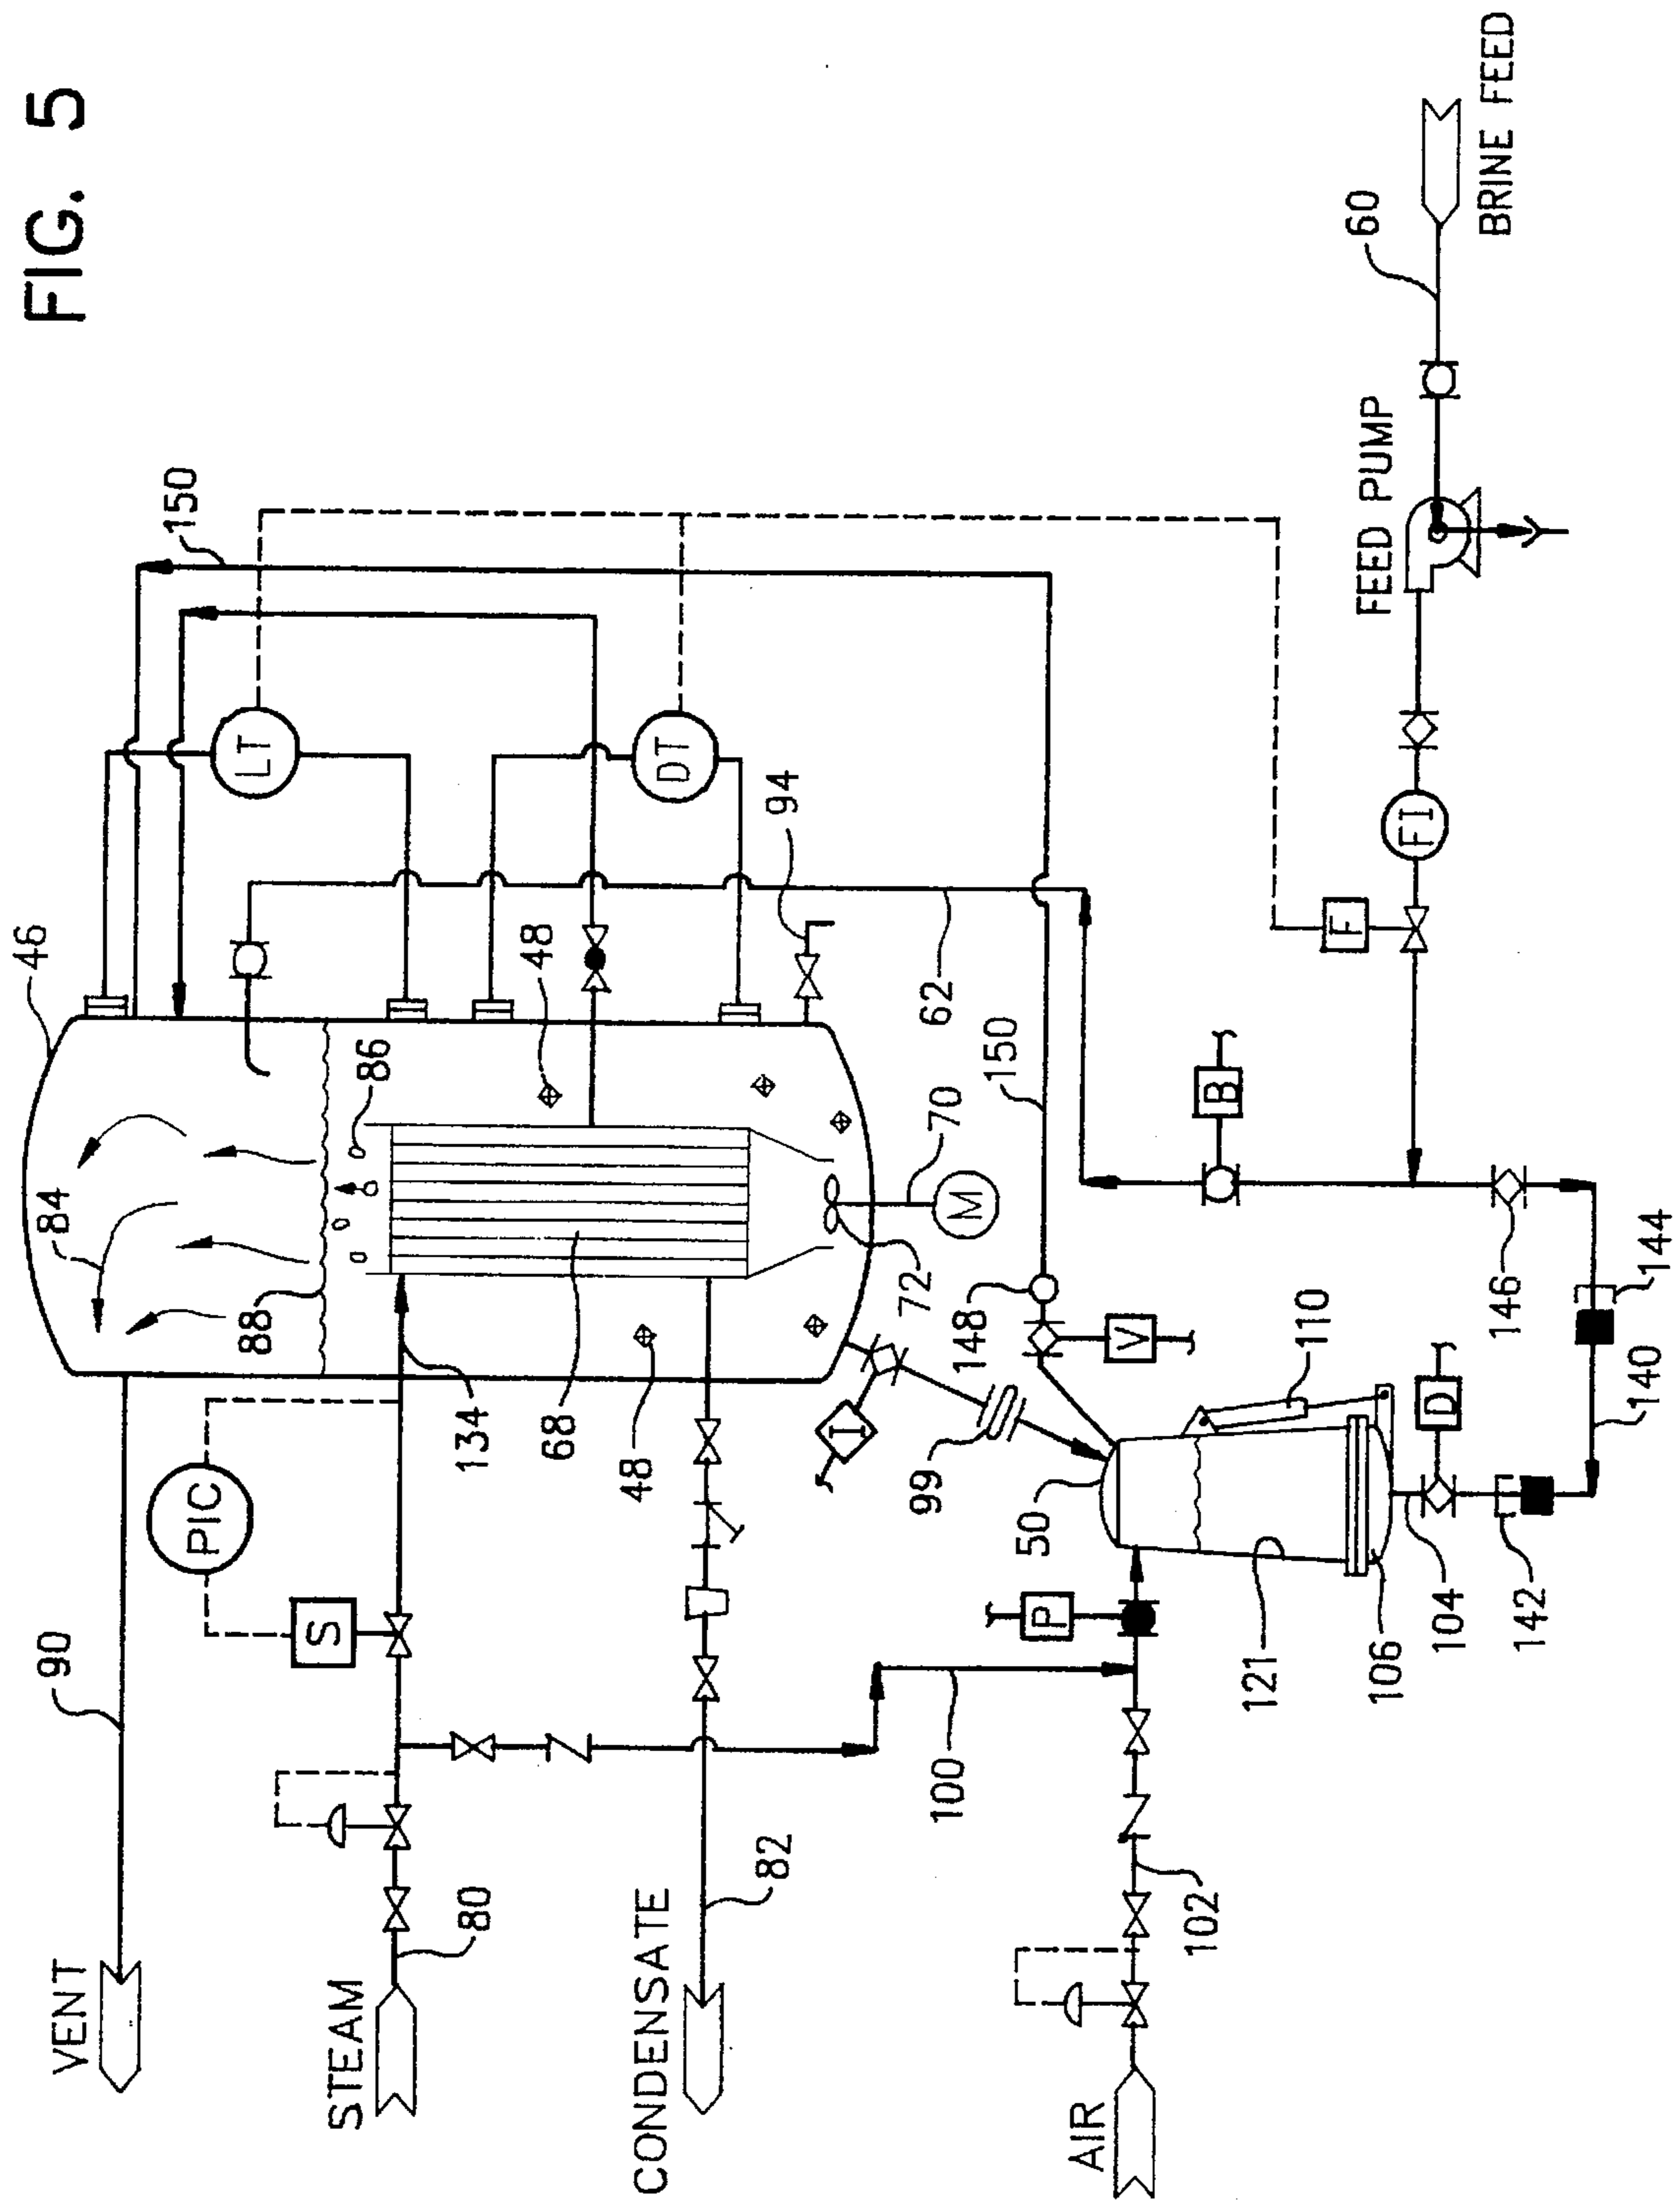 FIG. 5
46
150
84
88
86
90
VENT
PIC
LT
134
S
STEAM
80
68
48
48
DT
94
72
70
M
I
99
62
60
BRINE FEED
FEED PUMP
CONDENSATE
82
100
148
150
V
B
F
FI
50
P
110
D
121
106
104
142
140
144
146
AIR
102